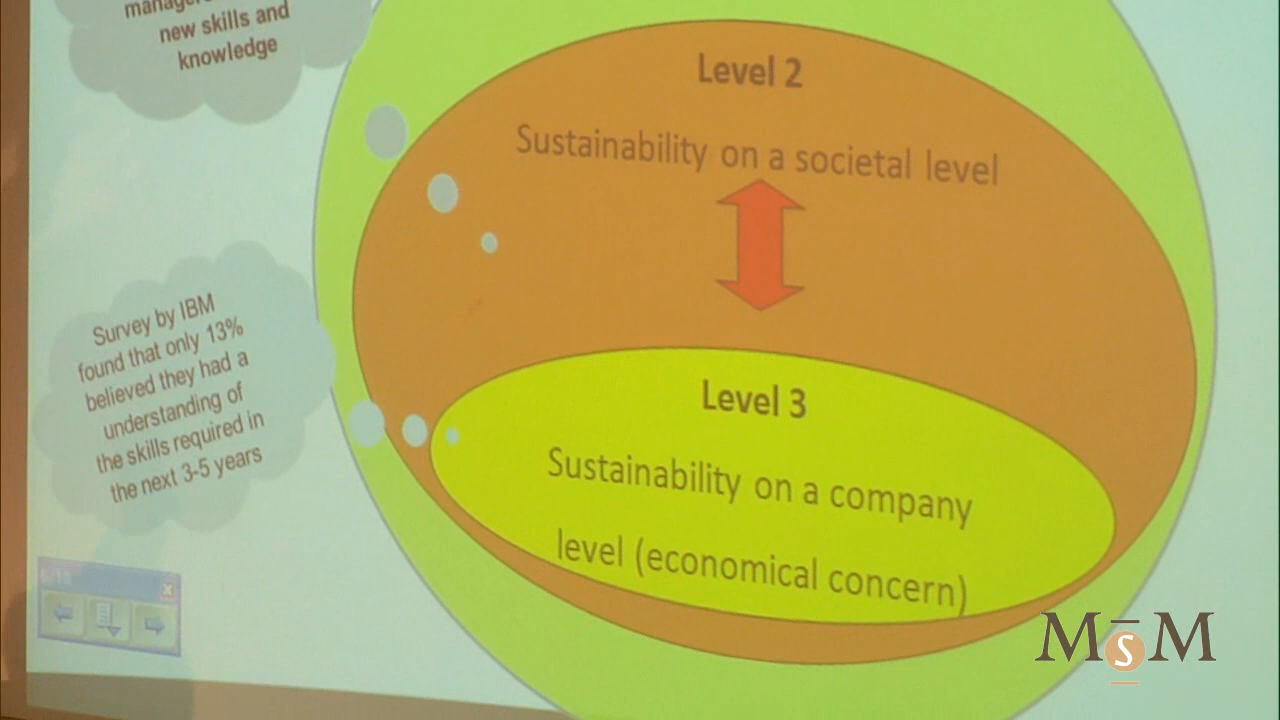 new skills and
knowledge
Level 2
Sustainability on a societal level
Survey by IBM
found that only 13%
believed they had a
understanding of
the skills required in
the next 3-5 years
Level 3
Sustainability on a company
level (economical concern)
MSM